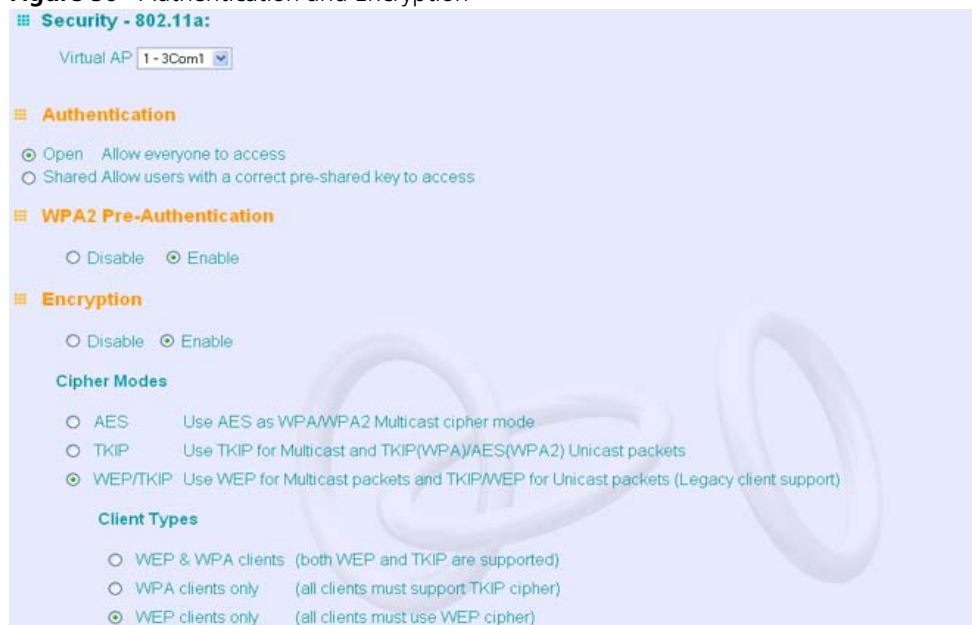 Authentication and Encryption
Security - 802.11a:
Virtual AP 1 - 3Com1
Authentication
Open Allow everyone to access
Shared Allow users with a correct pre-shared key to access
WPA2 Pre-Authentication
Disable Enable
Encryption
Disable Enable
Cipher Modes
AES Use AES as WPA/WPA2 Multicast cipher mode
TKIP Use TKIP for Multicast and TKIP(WPA)/AES(WPA2) Unicast packets
WEP/TKIP Use WEP for Multicast packets and TKIP/WEP for Unicast packets (Legacy client support)
Client Types
WEP & WPA clients (both WEP and TKIP are supported)
WPA clients only (all clients must support TKIP cipher)
WEP clients only (all clients must use WEP cipher)